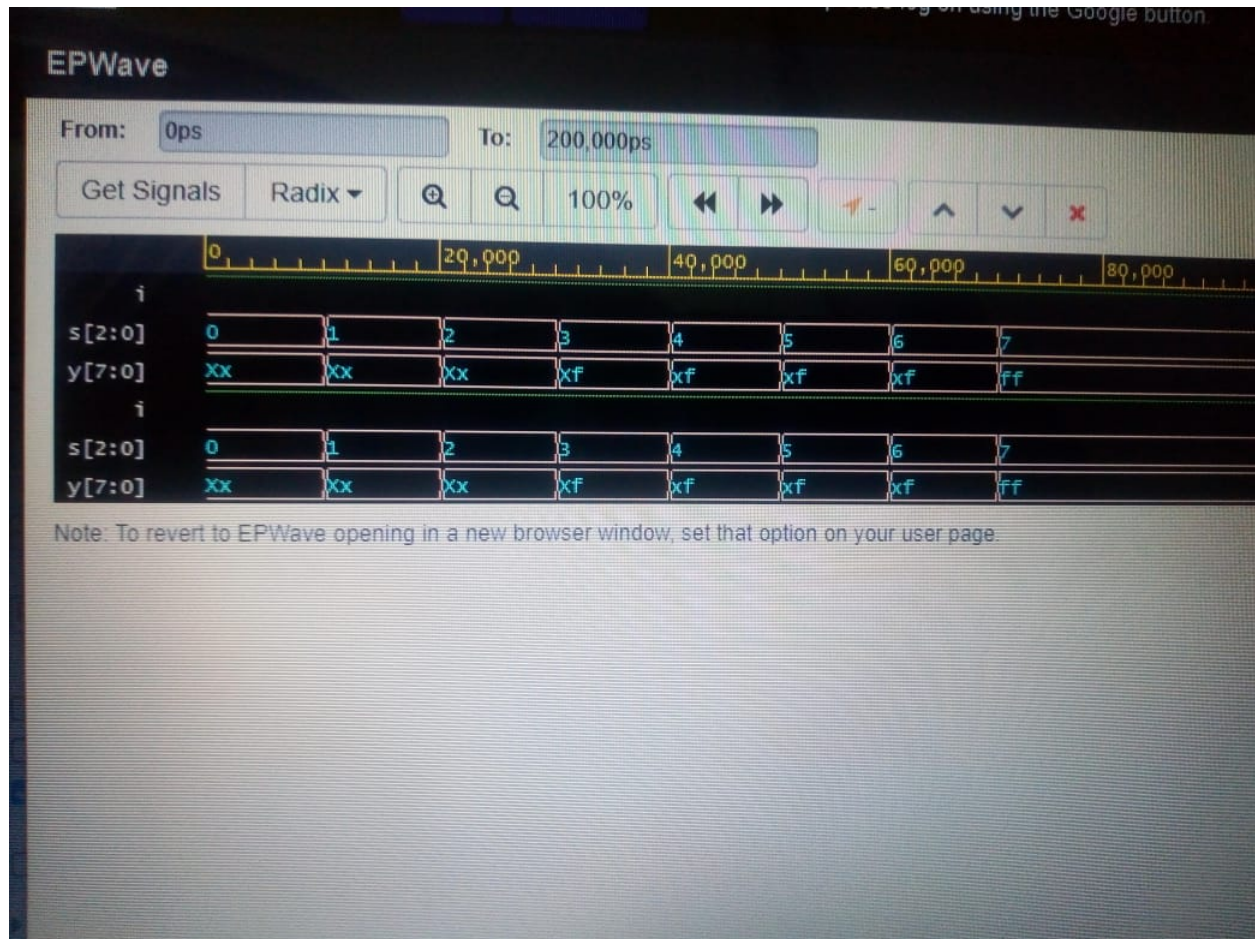 using the Google button.
EPWave
From: 0ps To: 200,000ps
Get Signals Radix 100% -
0 20,000 40,000 60,000 80,000
i
s[2:0] 0 1 2 3 4 5 6 7
y[7:0] Xx Xx Xx xf xf xf xf ff
i
s[2:0] 0 1 2 3 4 5 6 7
y[7:0] Xx Xx Xx xf xf xf xf ff
Note: To revert to EPWave opening in a new browser window, set that option on your user page.